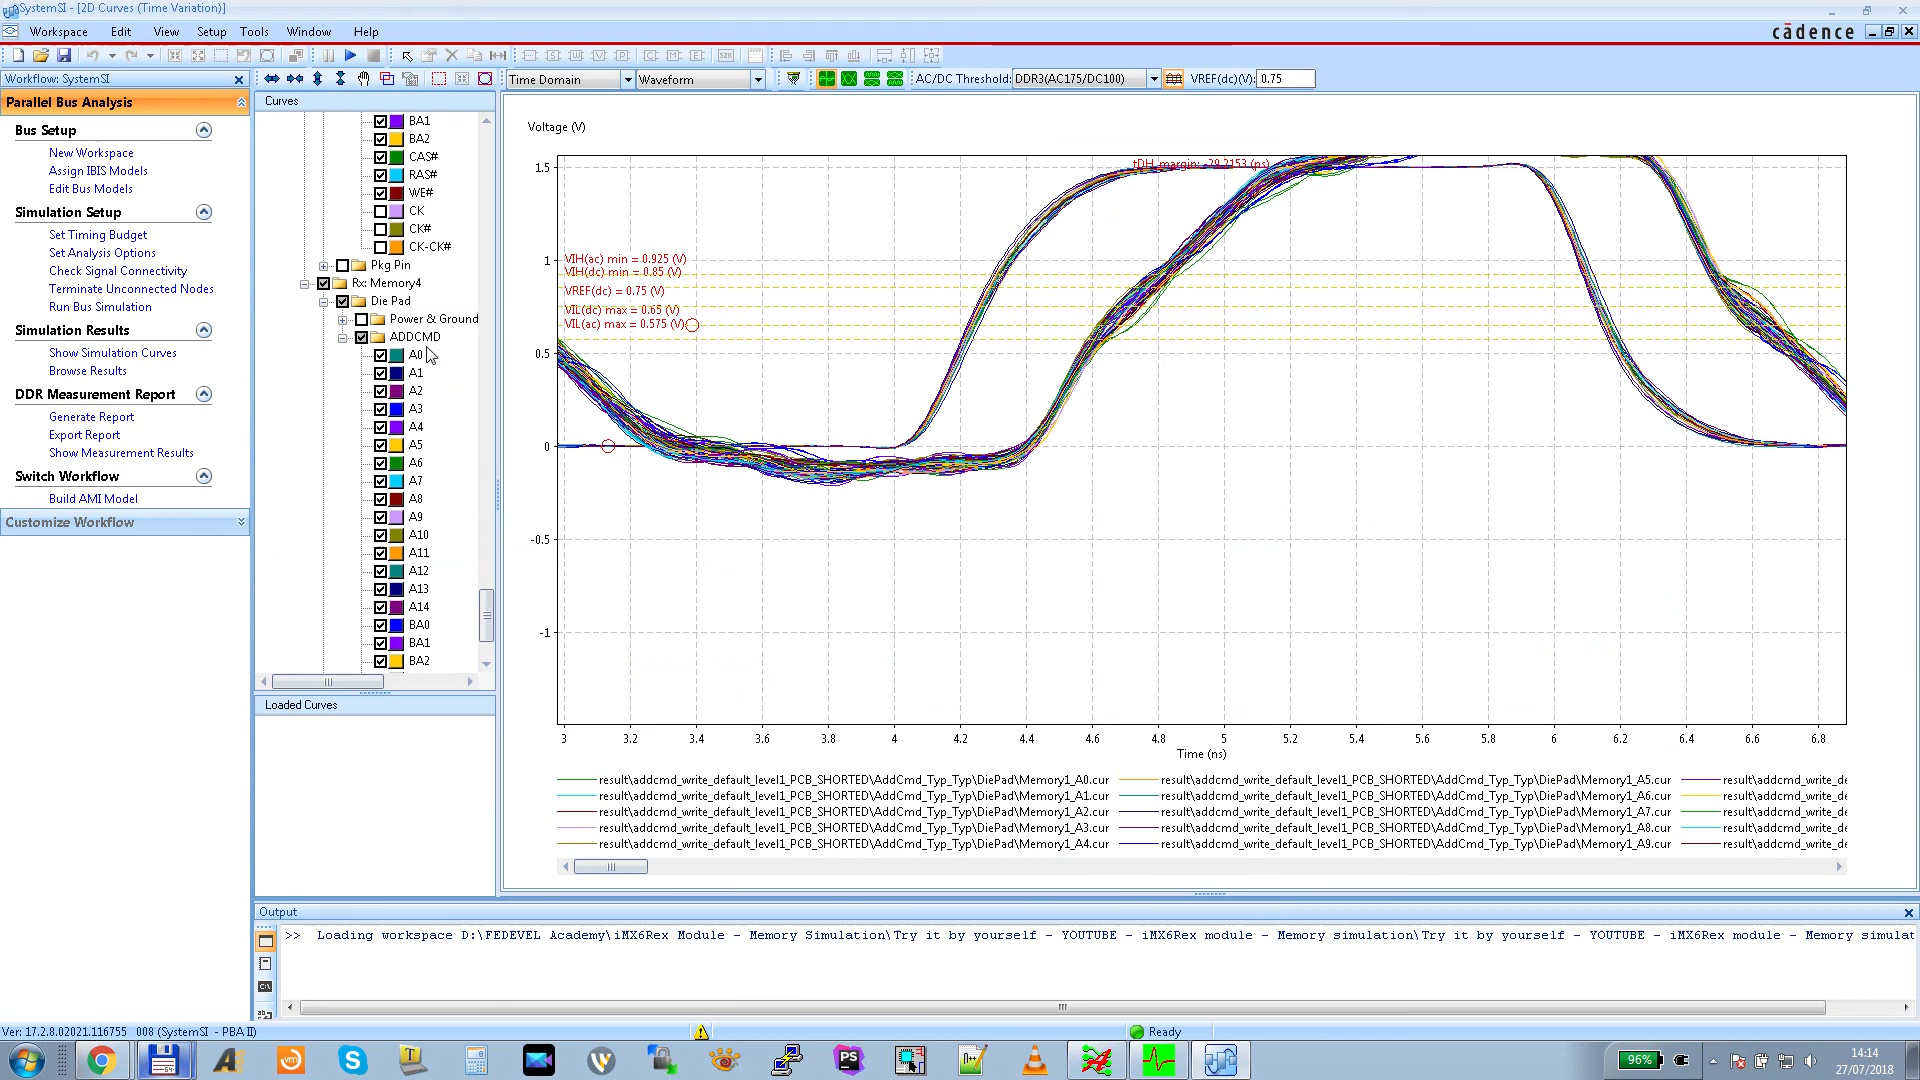 SystemSI - [2D Curves (Time Variation)]
Workspace Edit View Setup Tools Window Help
cādence
Workflow: SystemSI
Time Domain
Waveform
AC/DC Threshold: DDR3(AC175/DC100)
VREF(dc)(V): 0.75
Parallel Bus Analysis
Bus Setup
New Workspace
Assign IBIS Models
Edit Bus Models
Simulation Setup
Set Timing Budget
Set Analysis Options
Check Signal Connectivity
Terminate Unconnected Nodes
Run Bus Simulation
Simulation Results
Show Simulation Curves
Browse Results
DDR Measurement Report
Generate Report
Export Report
Show Measurement Results
Switch Workflow
Build AMI Model
Customize Workflow
Curves
BA1
BA2
CAS#
RAS#
WE#
CK
CK#
CK-CK#
Pkg Pin
Rx: Memory4
Die Pad
Power & Ground
ADDCMD
A0
A1
A2
A3
A4
A5
A6
A7
A8
A9
A10
A11
A12
A13
A14
BA0
BA1
BA2
Loaded Curves
Voltage (V)
tDH_margin: -29.2153 (ns)
1.5
1
0.5
0
-0.5
-1
VIH(ac) min = 0.925 (V)
VIH(dc) min = 0.85 (V)
VREF(dc) = 0.75 (V)
VIL(dc) max = 0.65 (V)
VIL(ac) max = 0.575 (V)
3 3.2 3.4 3.6 3.8 4 4.2 4.4 4.6 4.8 5 5.2 5.4 5.6 5.8 6 6.2 6.4 6.6 6.8
Time (ns)
result\addcmd_write_default_level1_PCB_SHORTED\AddCmd_Typ_Typ\DiePad\Memory1_A0.cur result\addcmd_write_default_level1_PCB_SHORTED\AddCmd_Typ_Typ\DiePad\Memory1_A5.cur result\addcmd_write_de
result\addcmd_write_default_level1_PCB_SHORTED\AddCmd_Typ_Typ\DiePad\Memory1_A1.cur result\addcmd_write_default_level1_PCB_SHORTED\AddCmd_Typ_Typ\DiePad\Memory1_A6.cur result\addcmd_write_de
result\addcmd_write_default_level1_PCB_SHORTED\AddCmd_Typ_Typ\DiePad\Memory1_A2.cur result\addcmd_write_default_level1_PCB_SHORTED\AddCmd_Typ_Typ\DiePad\Memory1_A7.cur result\addcmd_write_de
result\addcmd_write_default_level1_PCB_SHORTED\AddCmd_Typ_Typ\DiePad\Memory1_A3.cur result\addcmd_write_default_level1_PCB_SHORTED\AddCmd_Typ_Typ\DiePad\Memory1_A8.cur result\addcmd_write_de
result\addcmd_write_default_level1_PCB_SHORTED\AddCmd_Typ_Typ\DiePad\Memory1_A4.cur result\addcmd_write_default_level1_PCB_SHORTED\AddCmd_Typ_Typ\DiePad\Memory1_A9.cur result\addcmd_write_de
Output
>> Loading workspace D:\FEDEVEL Academy\iMX6Rex Module - Memory Simulation\Try it by yourself - YOUTUBE - iMX6Rex module - Memory simulation\Try it by yourself - YOUTUBE - iMX6Rex module - Memory simulat
Ver: 17.2.8.02021.116755 008 (SystemSI - PBA II)
Ready
96%
14:14
27/07/2018